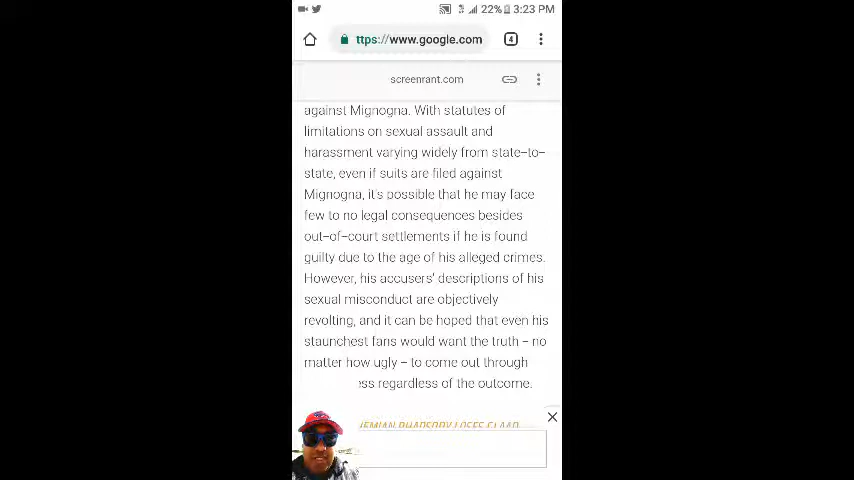 22% 3:23 PM
ttps://www.google.com 4
screenrant.com
against Mignogna. With statutes of
limitations on sexual assault and
harassment varying widely from state-to-
state, even if suits are filed against
Mignogna, it's possible that he may face
few to no legal consequences besides
out-of-court settlements if he is found
guilty due to the age of his alleged crimes.
However, his accusers' descriptions of his
sexual misconduct are objectively
revolting, and it can be hoped that even his
staunchest fans would want the truth – no
matter how ugly – to come out through
ess regardless of the outcome.
HEMIAN RHAPSODY LOSES GLAAD